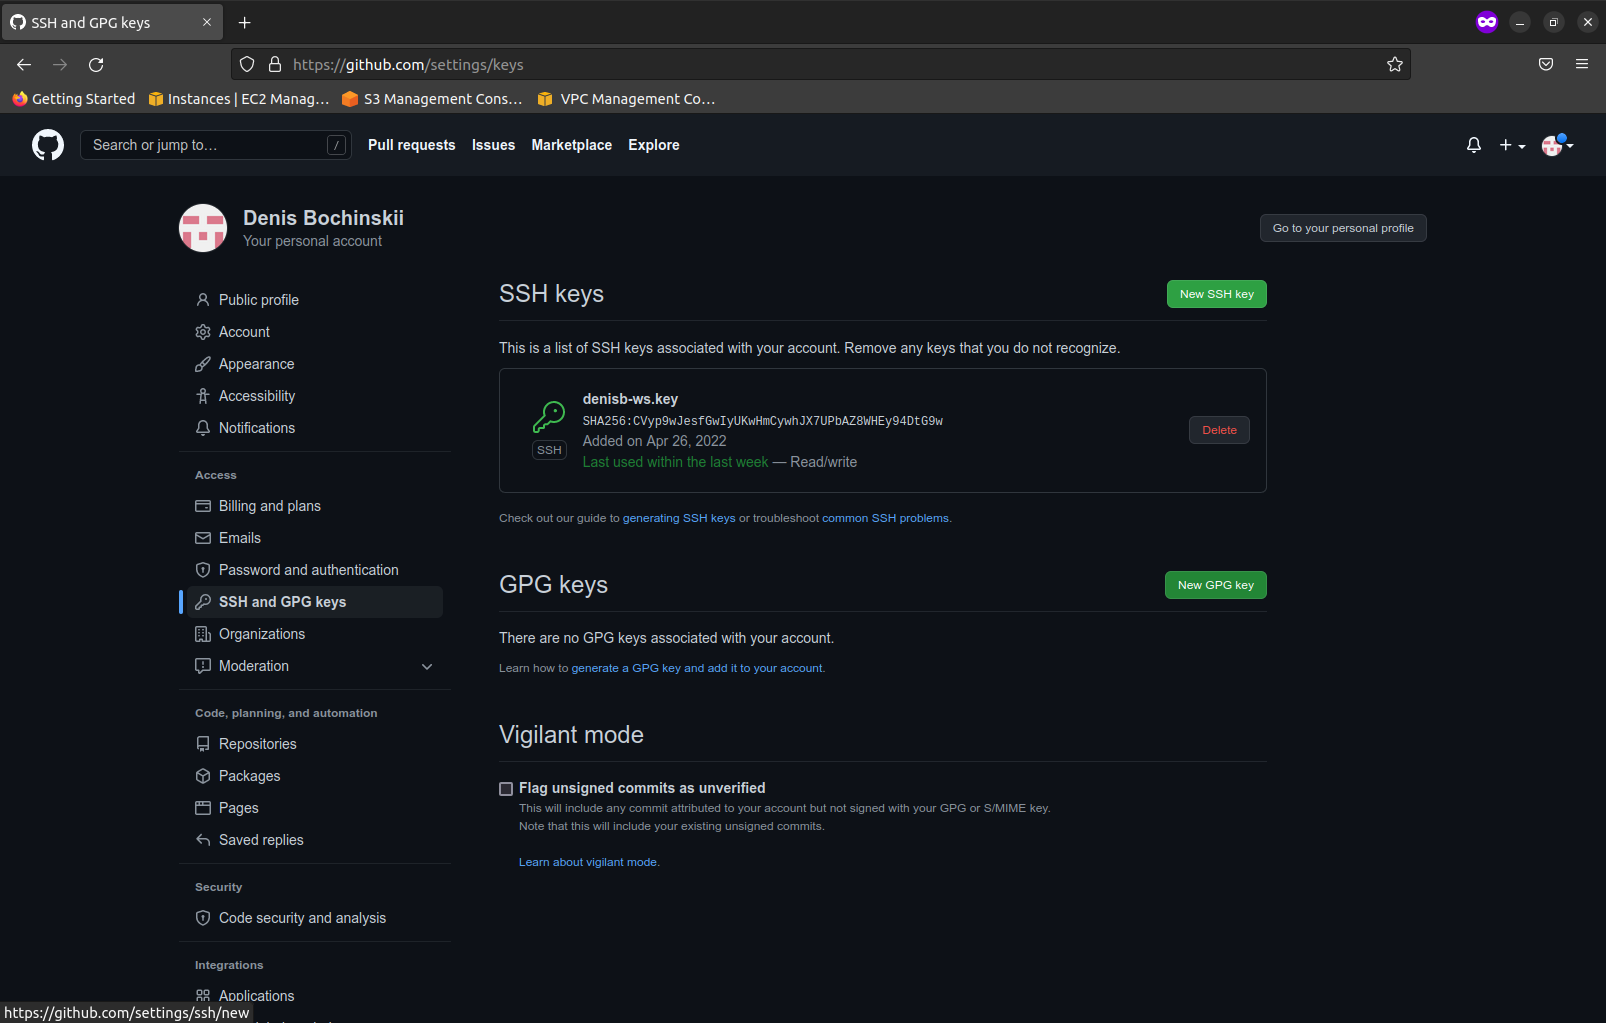 SSH and GPG keys
https://github.com/settings/keys
Getting Started
Instances | EC2 Manag...
S3 Management Cons...
VPC Management Co...
Search or jump to...
/
Pull requests
Issues
Marketplace
Explore
Denis Bochinskii
Your personal account
Go to your personal profile
Public profile
Account
Appearance
Accessibility
Notifications
Access
Billing and plans
Emails
Password and authentication
SSH and GPG keys
Organizations
Moderation
Code, planning, and automation
Repositories
Packages
Pages
Saved replies
Security
Code security and analysis
Integrations
Applications
SSH keys
New SSH key
This is a list of SSH keys associated with your account. Remove any keys that you do not recognize.
denisb-ws.key
SHA256:CVyp9wJesfGwIyUKwHmCywhJX7UPbAZ8WHEy94DtG9w
Added on Apr 26, 2022
Last used within the last week — Read/write
SSH
Delete
Check out our guide to generating SSH keys or troubleshoot common SSH problems.
GPG keys
New GPG key
There are no GPG keys associated with your account.
Learn how to generate a GPG key and add it to your account.
Vigilant mode
Flag unsigned commits as unverified
This will include any commit attributed to your account but not signed with your GPG or S/MIME key.
Note that this will include your existing unsigned commits.
Learn about vigilant mode.
https://github.com/settings/ssh/new